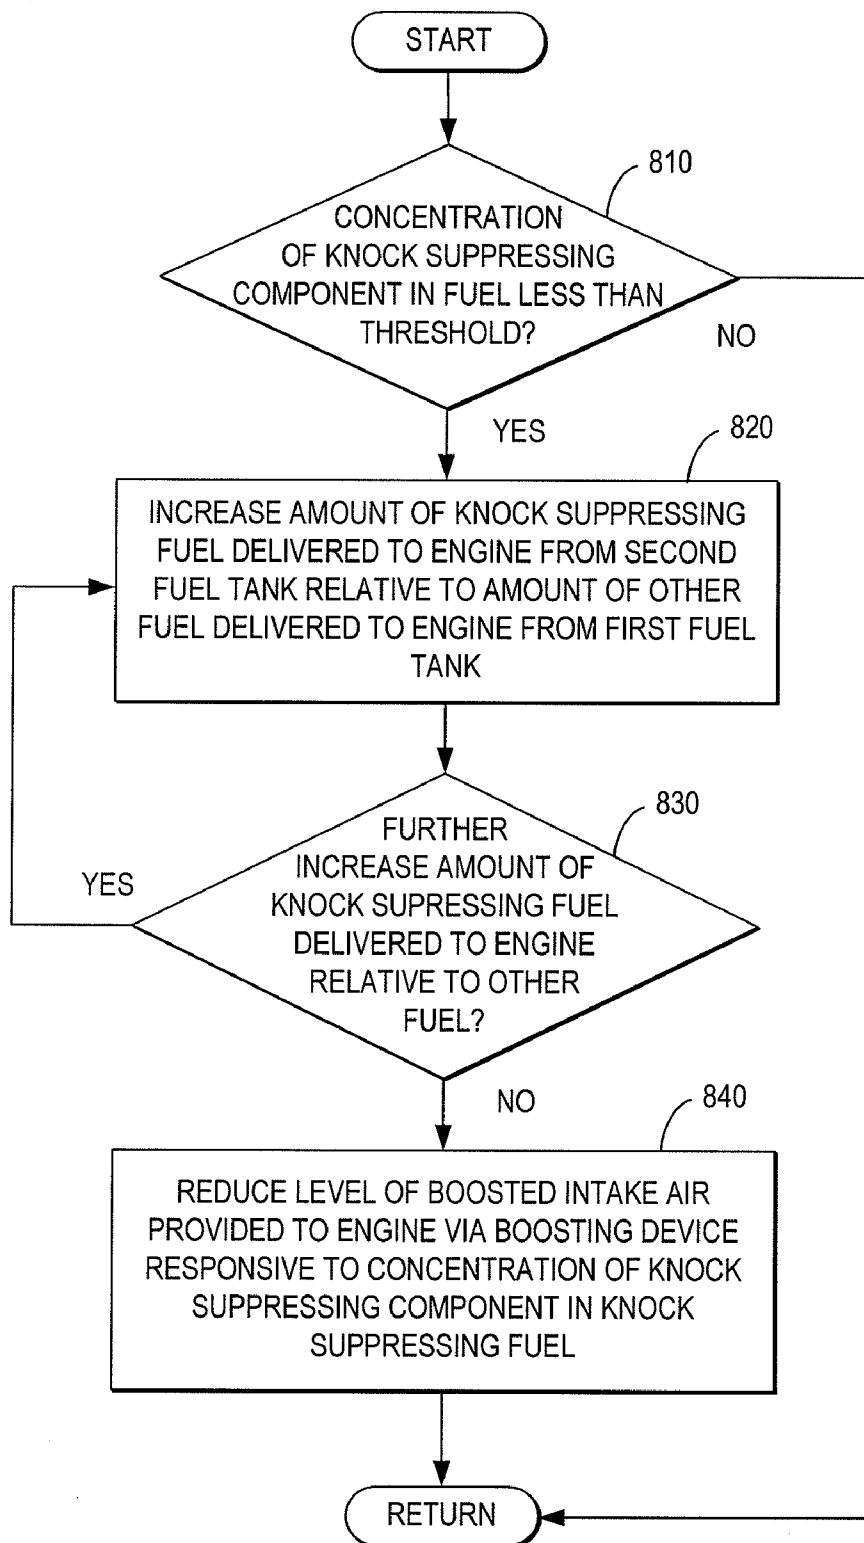 START
810
CONCENTRATION
OF KNOCK SUPPRESSING
COMPONENT IN FUEL LESS THAN
THRESHOLD?
NO
YES
820
INCREASE AMOUNT OF KNOCK SUPPRESSING
FUEL DELIVERED TO ENGINE FROM SECOND
FUEL TANK RELATIVE TO AMOUNT OF OTHER
FUEL DELIVERED TO ENGINE FROM FIRST FUEL
TANK
830
FURTHER
INCREASE AMOUNT OF
KNOCK SUPRESSING FUEL
DELIVERED TO ENGINE
RELATIVE TO OTHER
FUEL?
YES
NO
840
REDUCE LEVEL OF BOOSTED INTAKE AIR
PROVIDED TO ENGINE VIA BOOSTING DEVICE
RESPONSIVE TO CONCENTRATION OF KNOCK
SUPPRESSING COMPONENT IN KNOCK
SUPPRESSING FUEL
RETURN